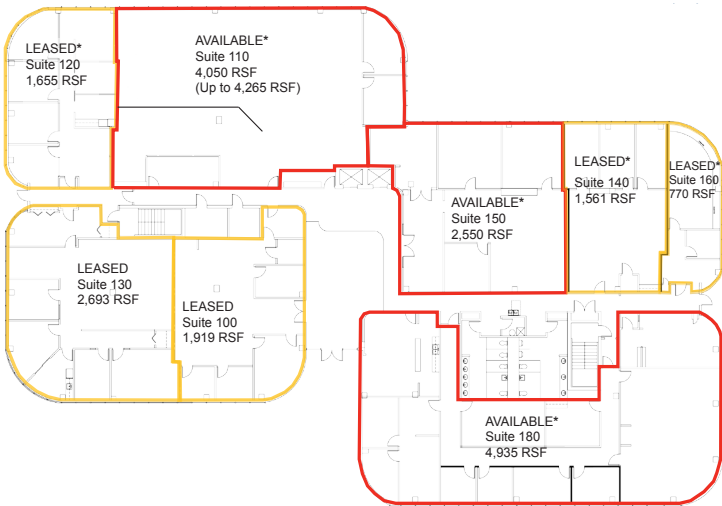 LEASED*
Suite 120
1,655 RSF
AVAILABLE*
Suite 110
4,050 RSF
(Up to 4,265 RSF)
AVAILABLE*
Suite 150
2,550 RSF
LEASED*
Suite 140
1,561 RSF
LEASED*
Suite 160
770 RSF
LEASED
Suite 130
2,693 RSF
LEASED
Suite 100
1,919 RSF
AVAILABLE*
Suite 180
4,935 RSF